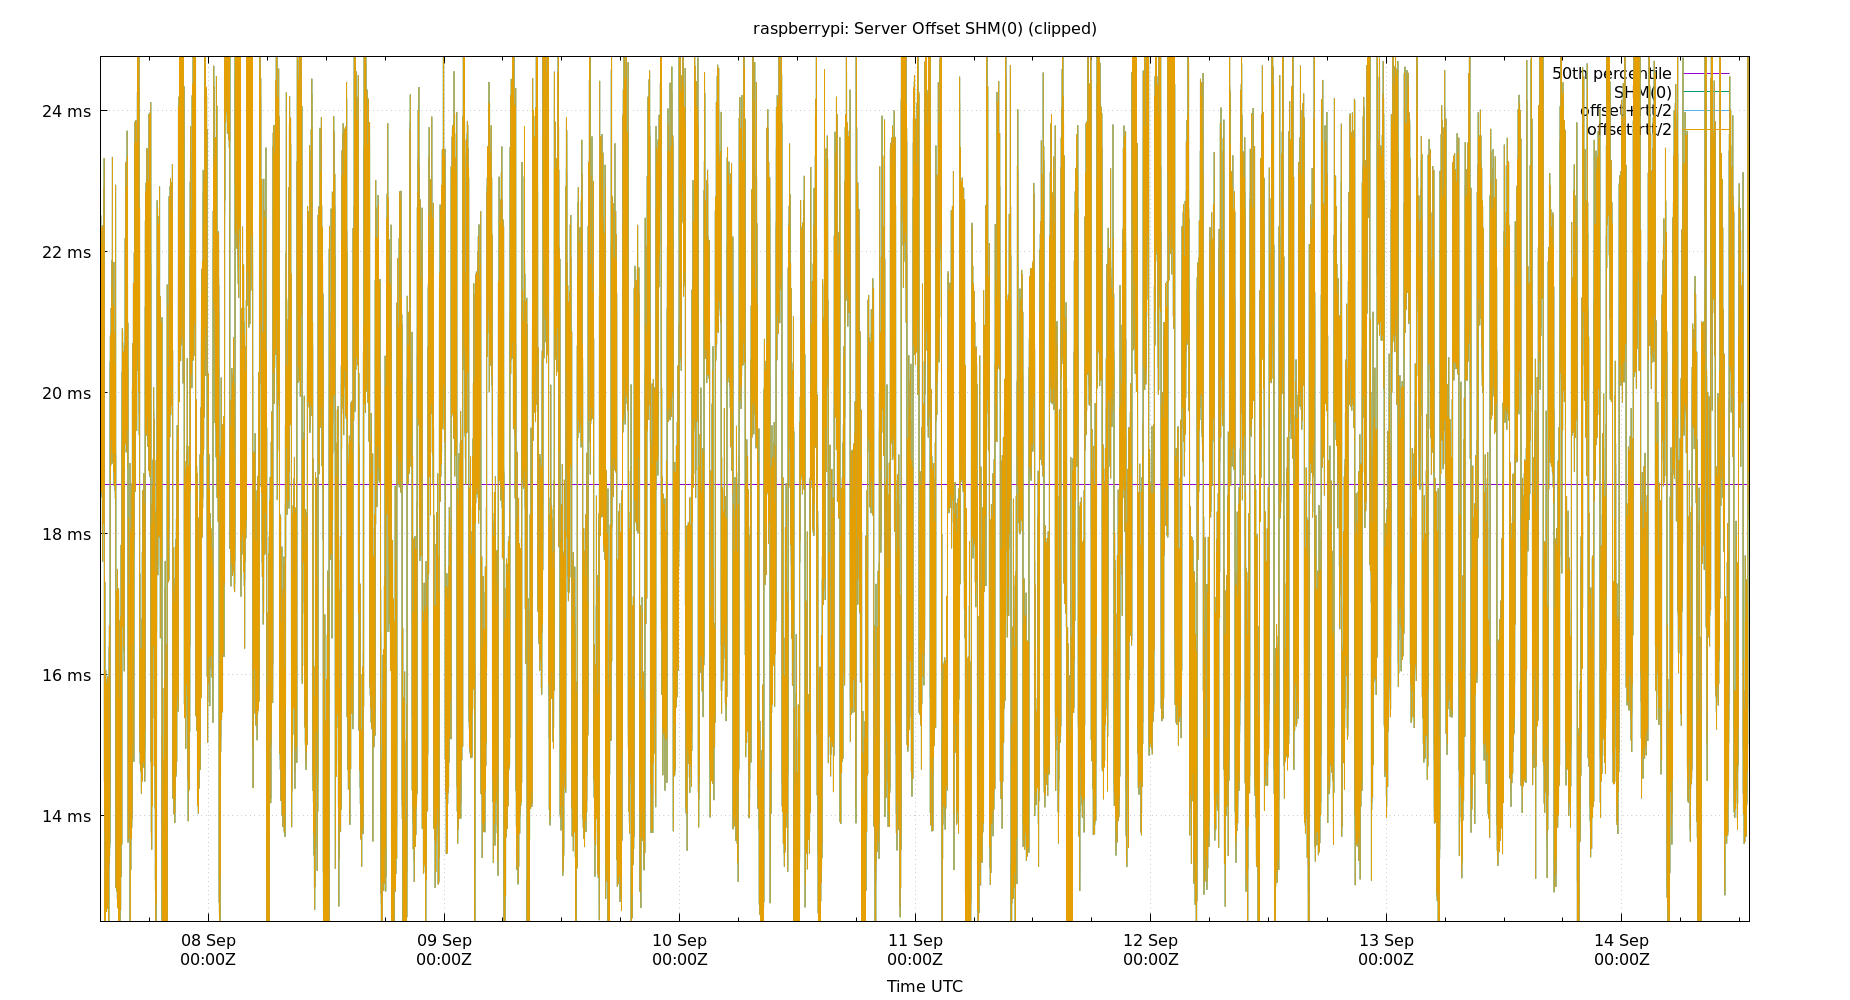 raspberrypi: Server Offset SHM(0) (clipped)
50th percentile
SHM(0)
offset+rtt/2
offset-rtt/2
24 ms
22 ms
20 ms
18 ms
16 ms
14 ms
08 Sep
00:00Z
09 Sep
00:00Z
10 Sep
00:00Z
11 Sep
00:00Z
12 Sep
00:00Z
13 Sep
00:00Z
14 Sep
00:00Z
Time UTC